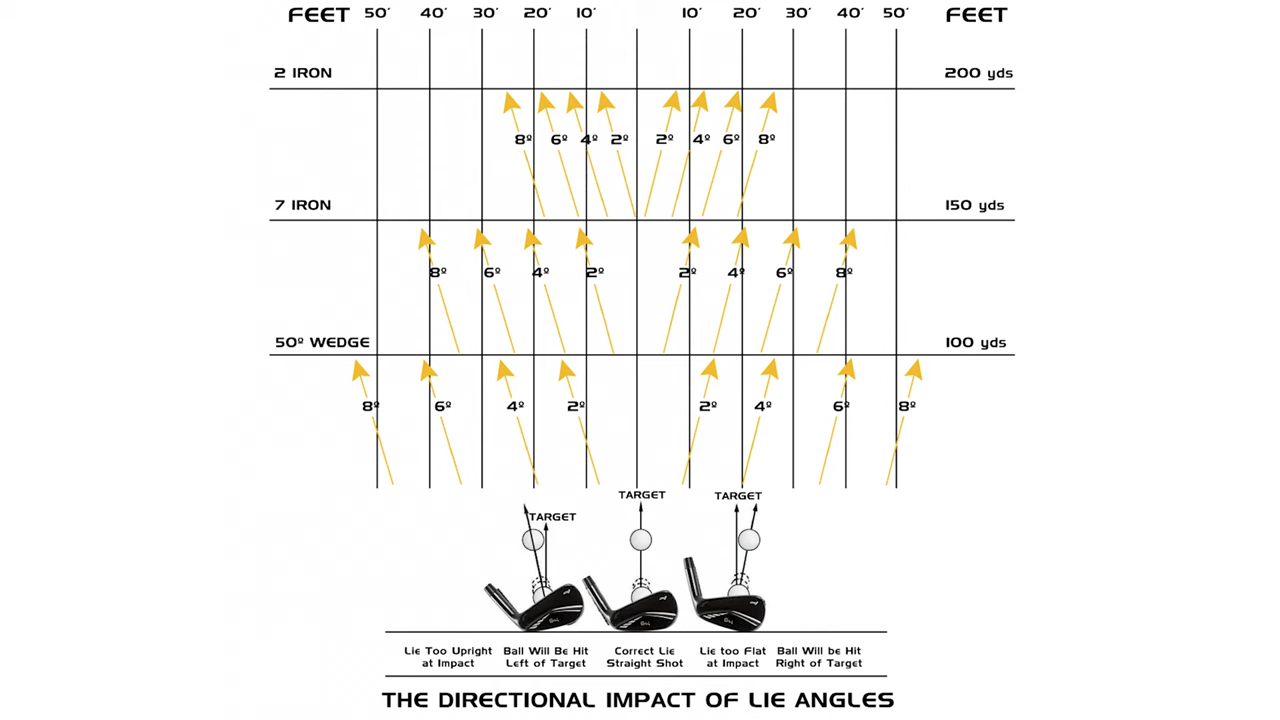 FEET 50′ 40′ 30′ 20′ 10′ 10′ 20′ 30′ 40′ 50′ FEET
2 IRON 200 yds
8º 6º 4º 2º 2º 4º 6º 8º
7 IRON 150 yds
8º 6º 4º 2º 2º 4º 6º 8º
50º WEDGE 100 yds
8º 6º 4º 2º 2º 4º 6º 8º
TARGET TARGET
TARGET
Lie Too Upright
at Impact
Ball Will Be Hit
Left of Target
Correct Lie
Straight Shot
Lie too Flat
at Impact
Ball Will be Hit
Right of Target
THE DIRECTIONAL IMPACT OF LIE ANGLES